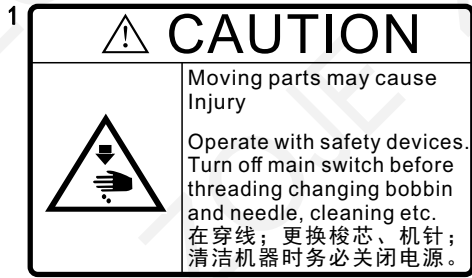 1
⚠ CAUTION
Moving parts may cause
Injury
Operate with safety devices.
Turn off main switch before
threading changing bobbin
and needle, cleaning etc.
在穿线；更换梭芯、机针；
清洁机器时务必关闭电源。